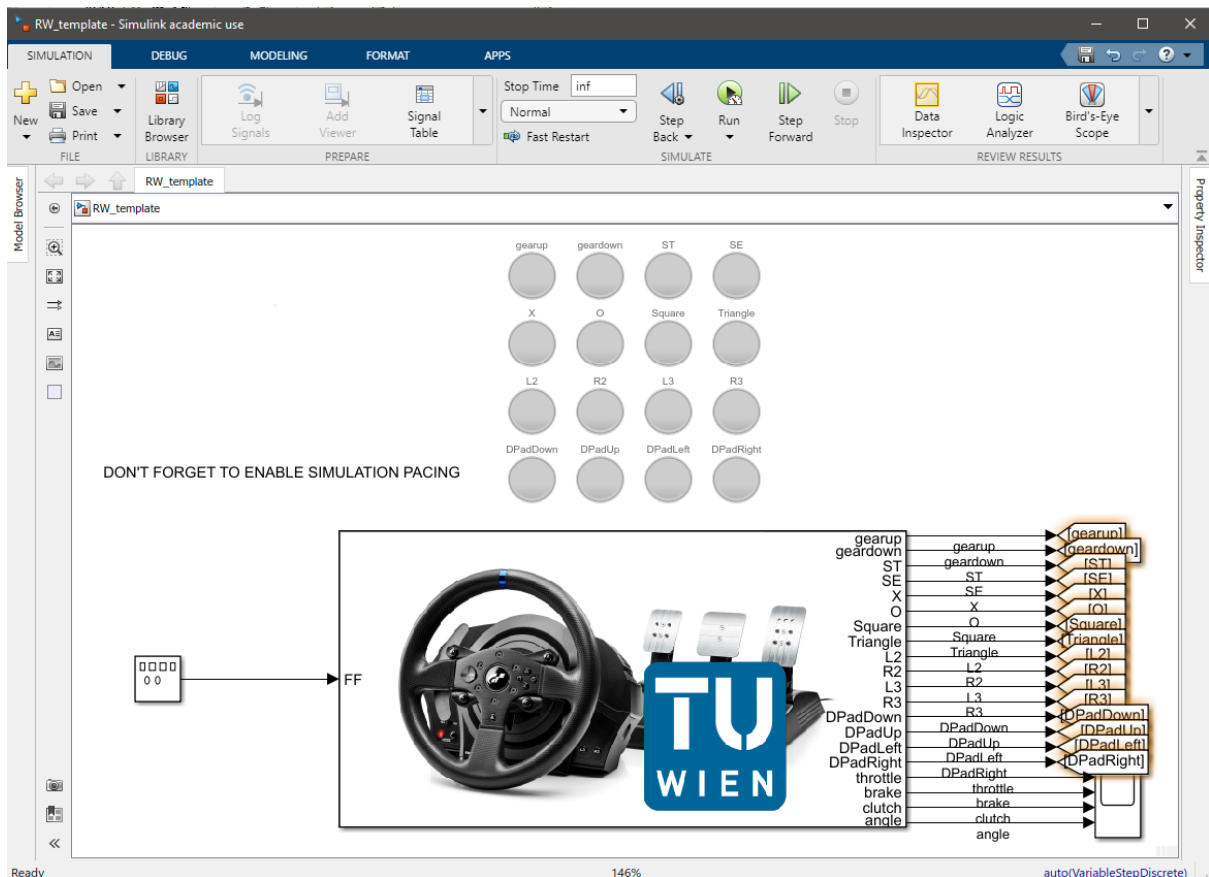 RW_template - Simulink academic use
SIMULATION DEBUG MODELING FORMAT APPS
New
Open
Save
Print
FILE
Library Browser
LIBRARY
Log Signals
Add Viewer
Signal Table
PREPARE
Stop Time inf
Normal
Fast Restart
Step Back
Run
Step Forward
Stop
SIMULATE
Data Inspector
Logic Analyzer
Bird's-Eye Scope
REVIEW RESULTS
Model Browser
RW_template
RW_template
Property Inspector
gearup geardown ST SE
X O Square Triangle
L2 R2 L3 R3
DPadDown DPadUp DPadLeft DPadRight
DON'T FORGET TO ENABLE SIMULATION PACING
FF
TU
WIEN
gearup
geardown
ST
SE
X
O
Square
Triangle
L2
R2
L3
R3
DPadDown
DPadUp
DPadLeft
DPadRight
throttle
brake
clutch
angle
gearup
geardown
ST
SE
X
O
Square
Triangle
L2
R2
L3
R3
DPadDown
DPadUp
DPadLeft
DPadRight
throttle
brake
clutch
angle
[gearup]
[geardown]
[ST]
[SE]
[X]
[O]
[Square]
[Triangle]
[L2]
[R2]
[L3]
[R3]
[DPadDown]
[DPadUp]
[DPadLeft]
[DPadRight]
Ready 146% auto(VariableStepDiscrete)